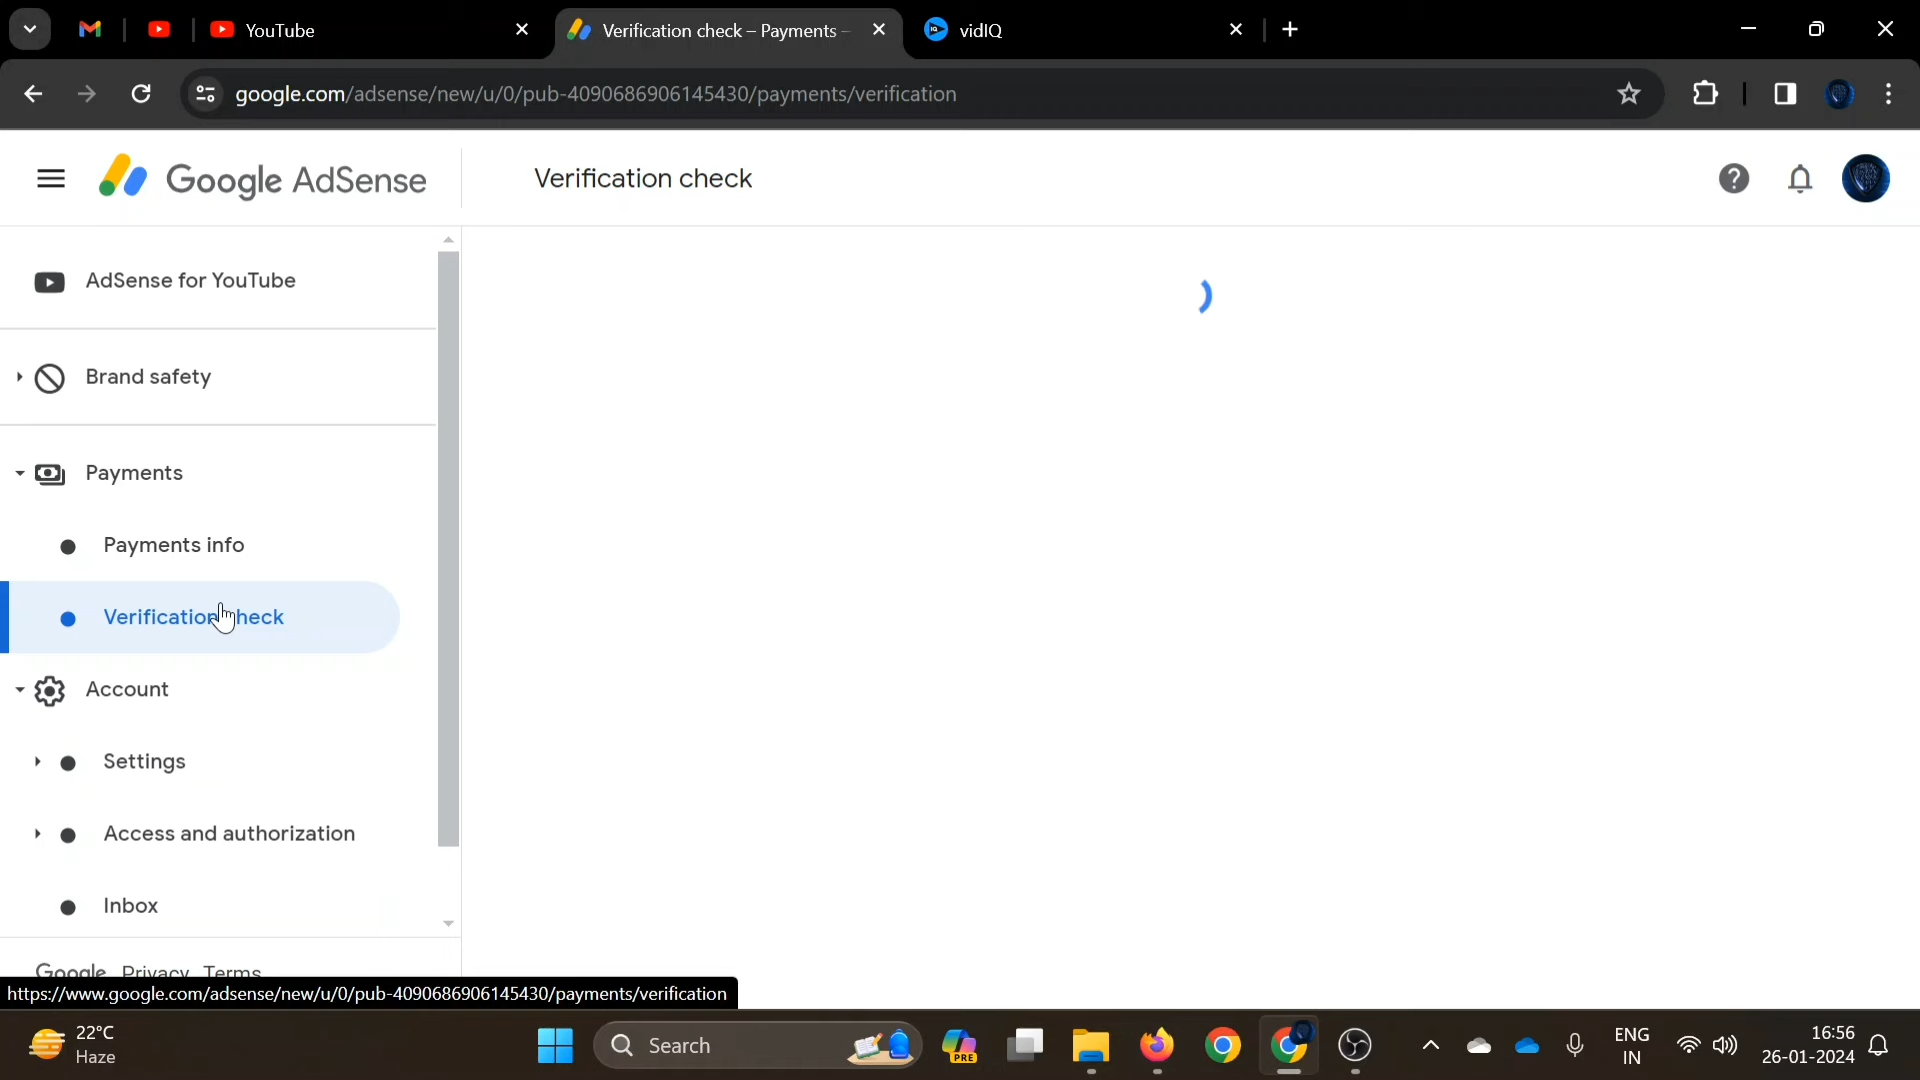 YouTube
Verification check – Payments –
vidIQ
google.com/adsense/new/u/0/pub-4090686906145430/payments/verification
Google AdSense
Verification check
AdSense for YouTube
Brand safety
Payments
Payments info
Verification check
Account
Settings
Access and authorization
Inbox
Google Privacy Terms
https://www.google.com/adsense/new/u/0/pub-4090686906145430/payments/verification
22°C
Haze
Search
PRE
ENG
IN
16:56
26-01-2024